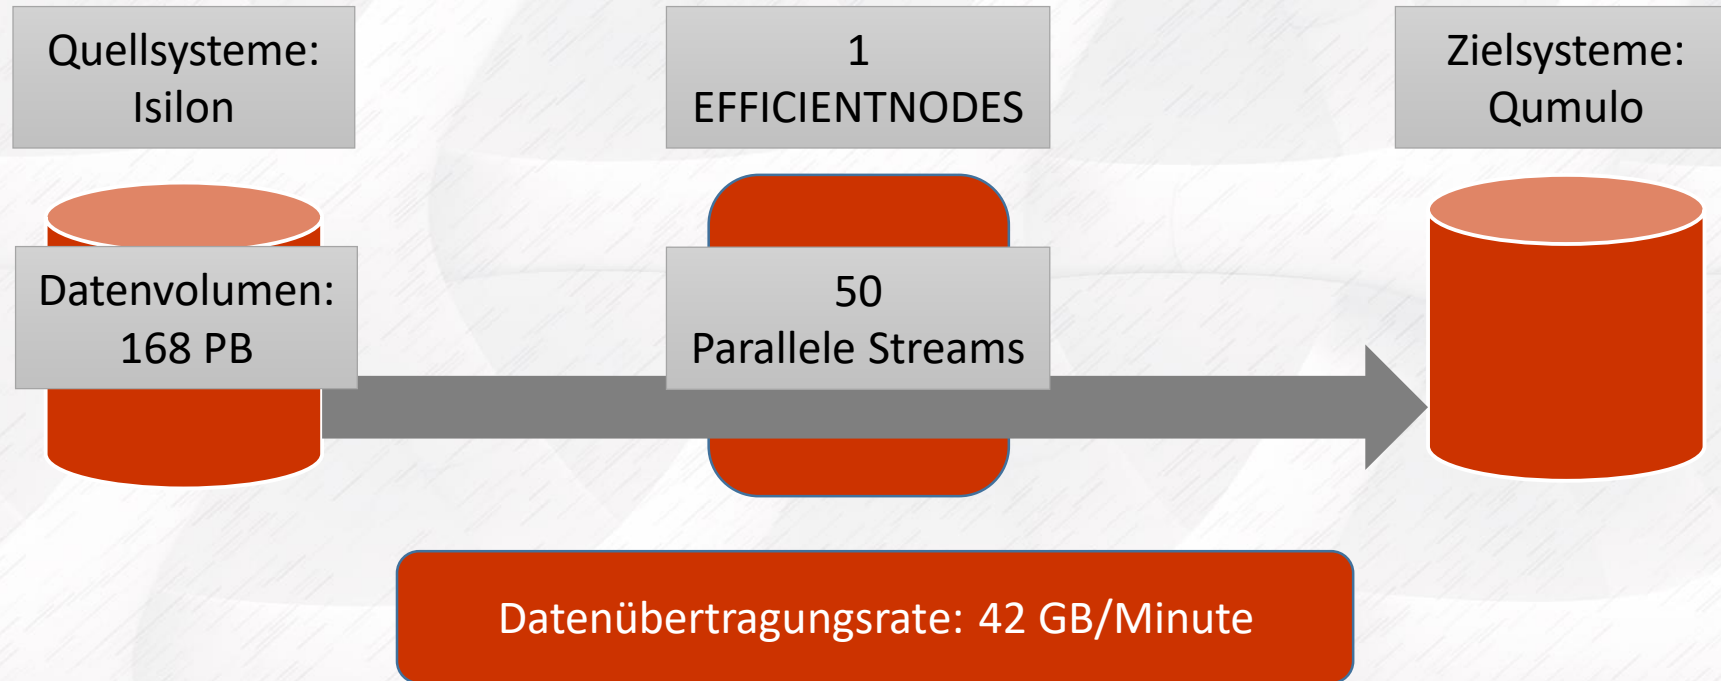 Quellsysteme:
Isilon
1
EFFICIENTNODES
Zielsysteme:
Qumulo
Datenvolumen:
168 PB
50
Parallele Streams
Datenübertragungsrate: 42 GB/Minute